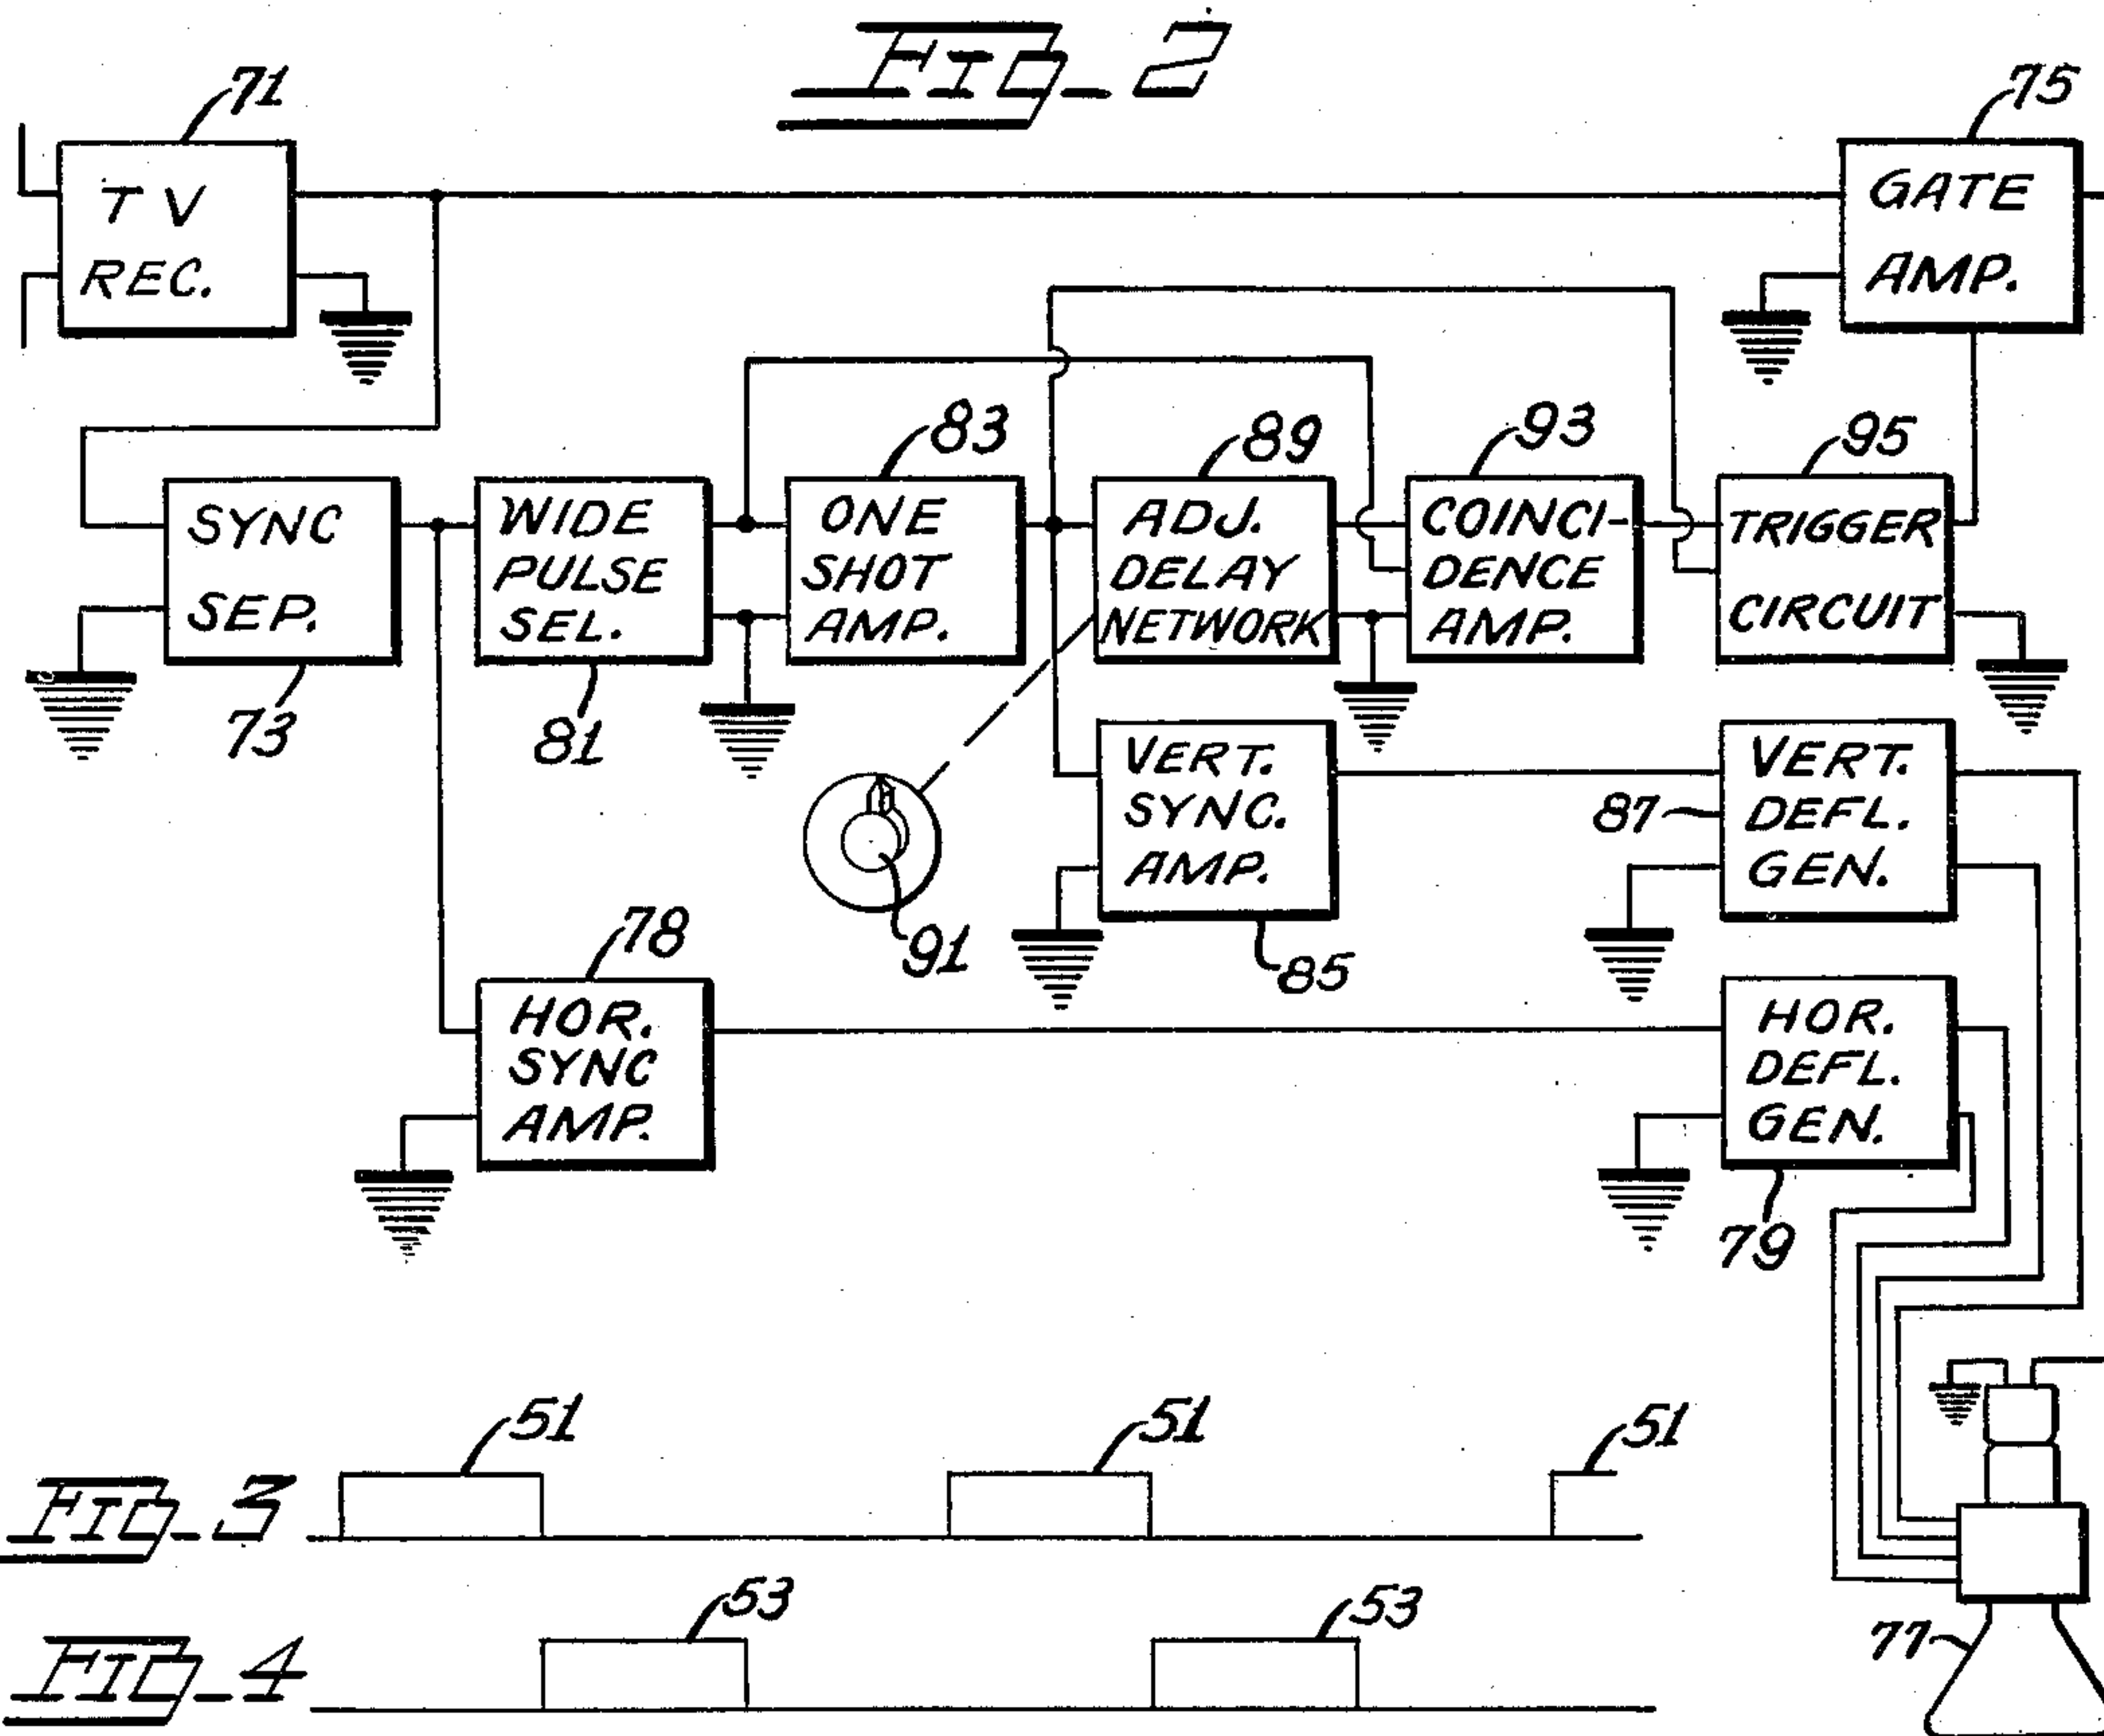 FIG_2
71
TV
REC.
75
GATE
AMP.
83
89
93
95
SYNC
SEP.
WIDE
PULSE
SEL.
ONE
SHOT
AMP.
ADJ.
DELAY
NETWORK
COINCI-
DENCE
AMP.
TRIGGER
CIRCUIT
73
81
91
VERT.
SYNC.
AMP.
85
87
VERT.
DEFL.
GEN.
78
HOR.
SYNC
AMP.
HOR.
DEFL.
GEN.
79
FIG_3
51
51
51
FIG_4
53
53
77